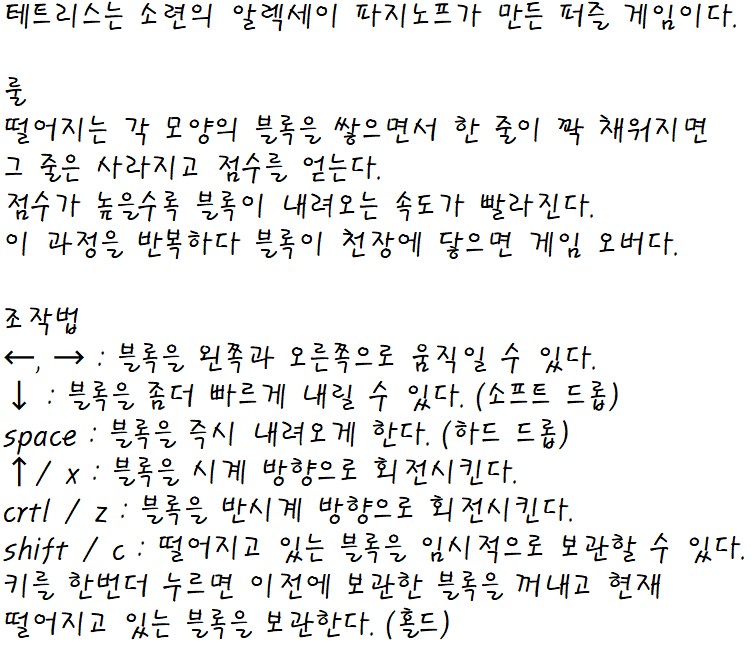 테트리스는 소련의 알렉세이 파지노프가 만든 퍼즐 게임이다.
룰
떨어지는 각 모양의 블록을 쌓으면서 한 줄이 꽉 채워지면
그 줄은 사라지고 점수를 얻는다.
점수가 높을수록 블록이 내려오는 속도가 빨라진다.
이 과정을 반복하다 블록이 천장에 닿으면 게임 오버다.
조작법
←, → : 블록을 왼쪽과 오른쪽으로 움직일 수 있다.
↓ : 블록을 좀더 빠르게 내릴 수 있다. (소프트 드롭)
space : 블록을 즉시 내려오게 한다. (하드 드롭)
↑/ x : 블록을 시계 방향으로 회전시킨다.
crtl / z : 블록을 반시계 방향으로 회전시킨다.
shift / c : 떨어지고 있는 블록을 임시적으로 보관할 수 있다.
키를 한번더 누르면 이전에 보관한 블록을 꺼내고 현재
떨어지고 있는 블록을 보관한다. (홀드)